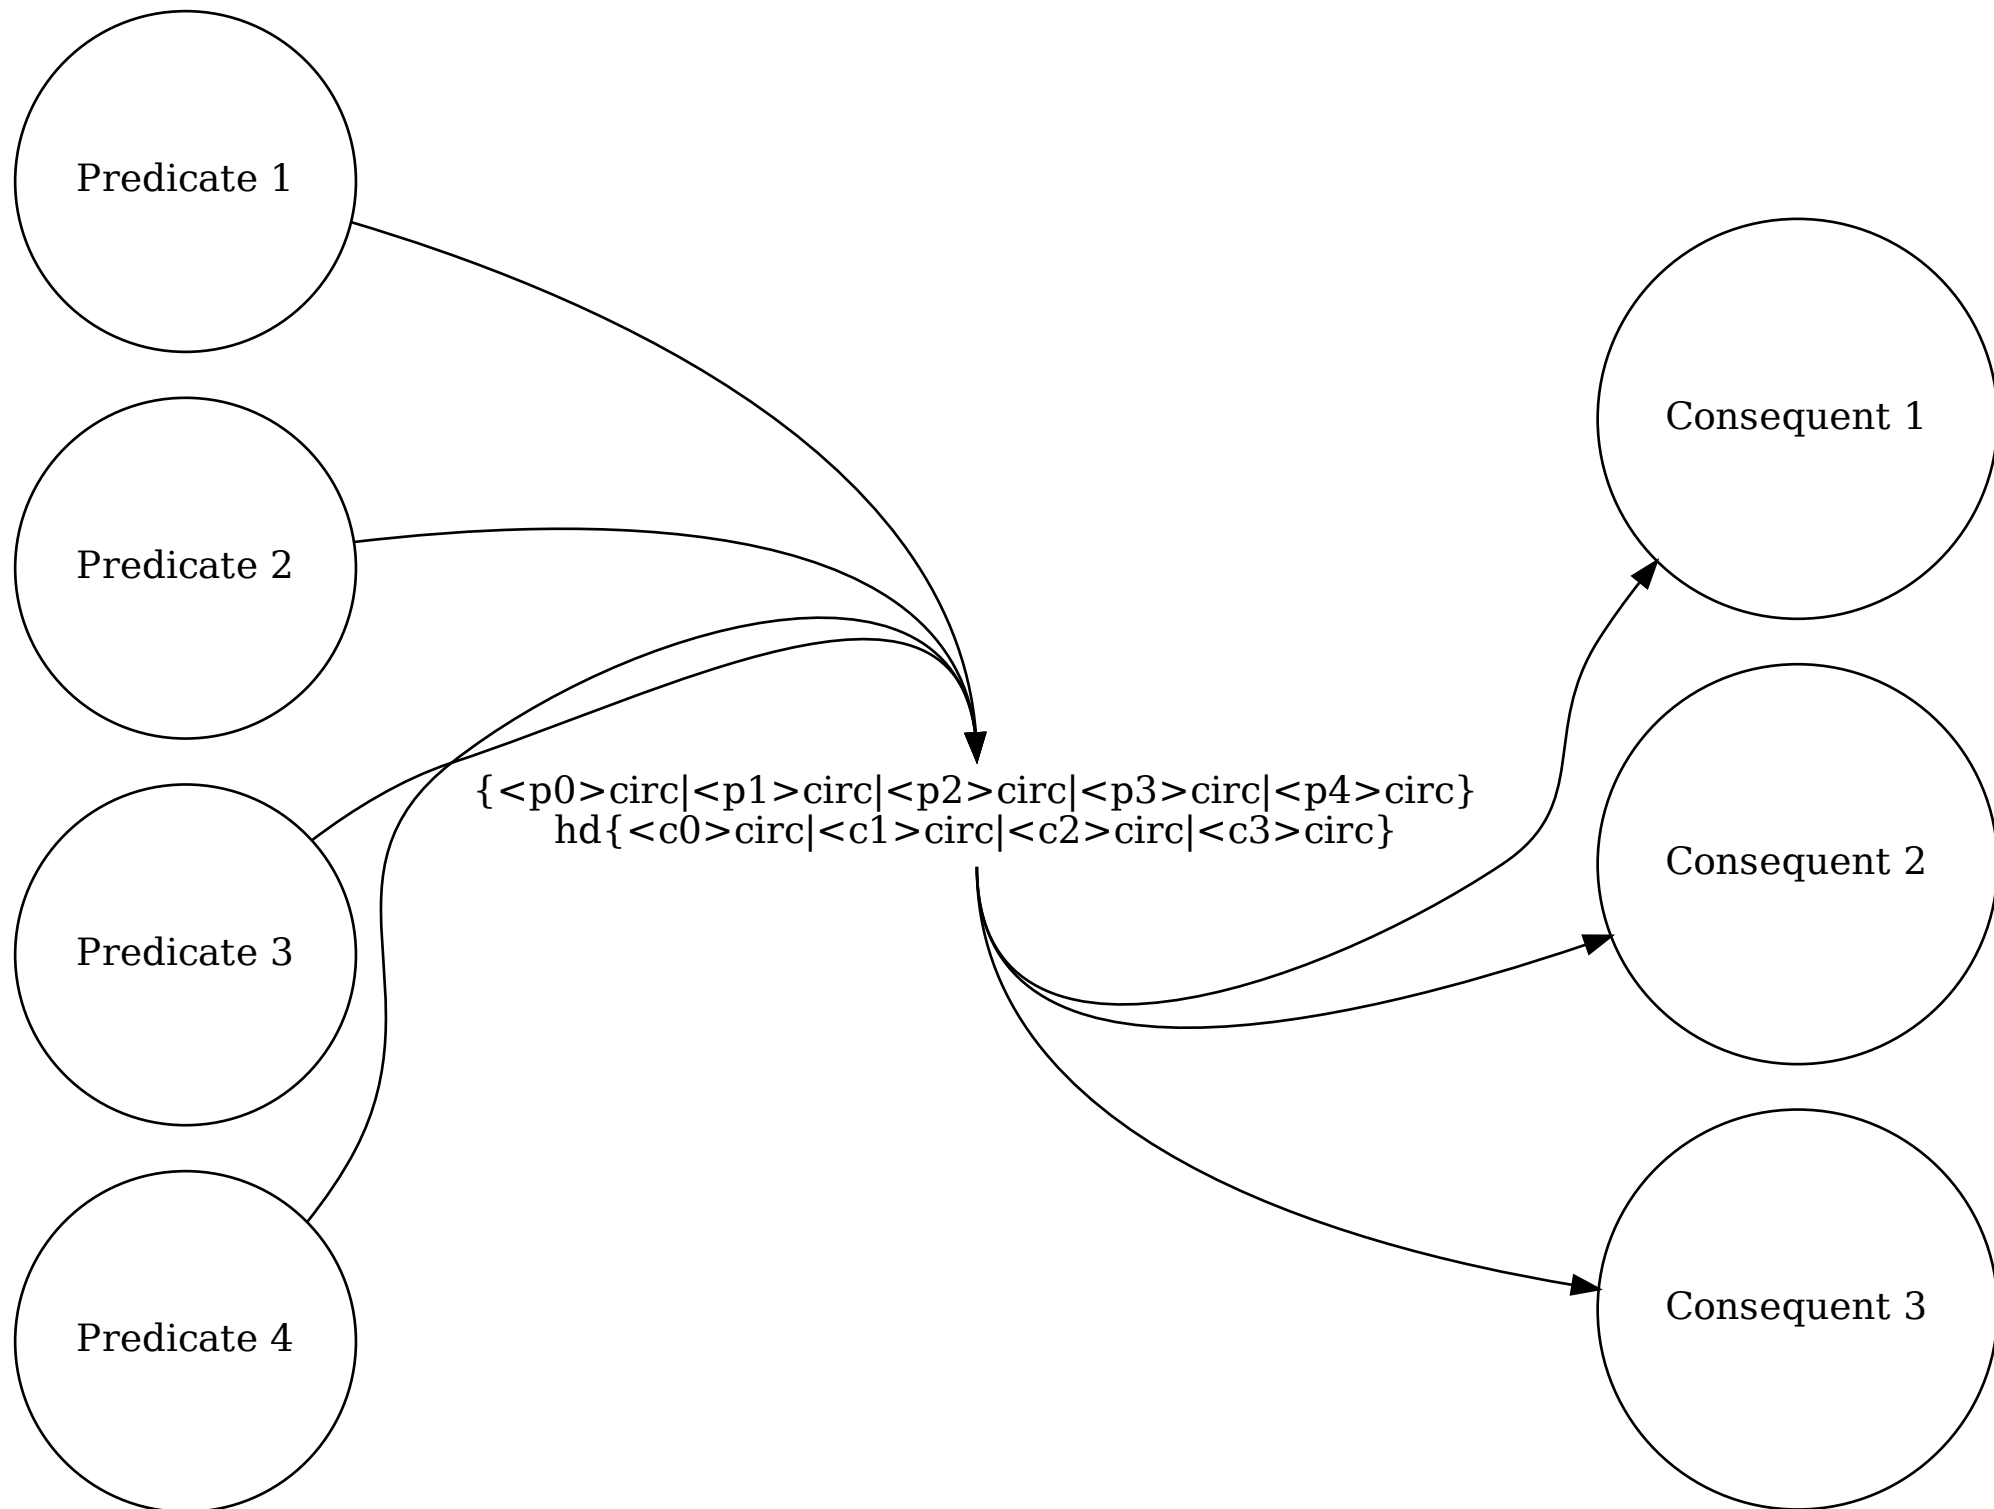 Predicate 1
Predicate 2
Predicate 3
Predicate 4
{<p0>circ|<p1>circ|<p2>circ|<p3>circ|<p4>circ}
hd{<c0>circ|<c1>circ|<c2>circ|<c3>circ}
Consequent 1
Consequent 2
Consequent 3